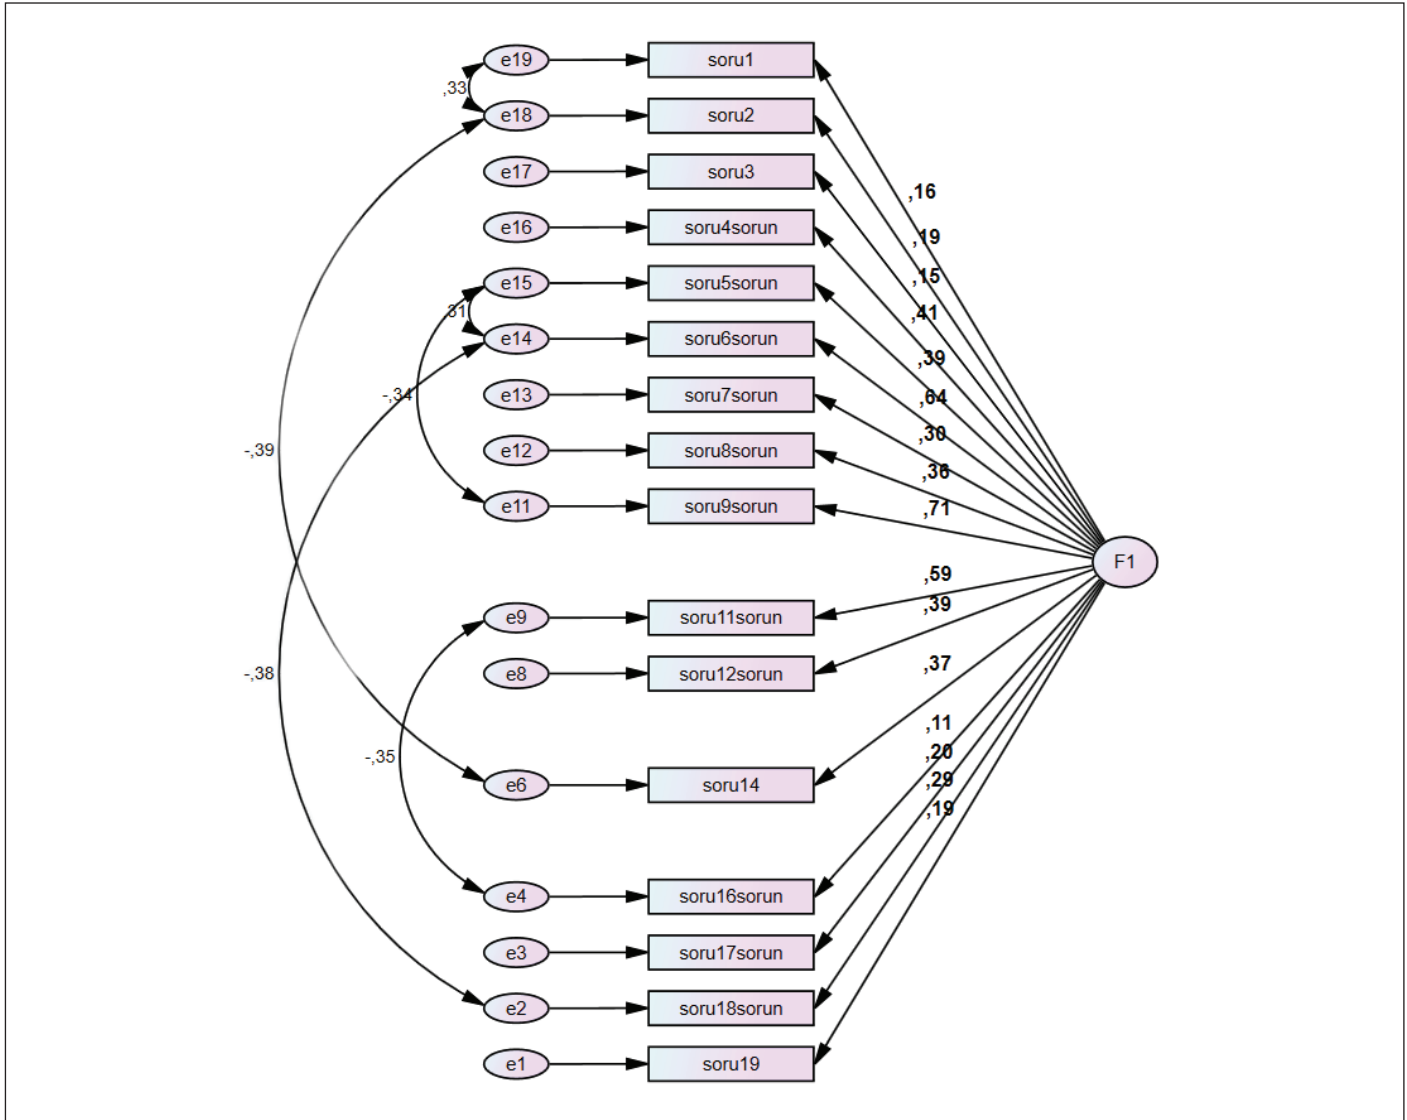 e19 soru1
,33
e18 soru2
e17 soru3
,16
e16 soru4sorun
,19
e15 soru5sorun
,15
31
,41
e14 soru6sorun
,39
e13 soru7sorun
-,34
,64
,30
e12 soru8sorun
-,39
,36
e11 soru9sorun
,71
F1
,59
,39
e9 soru11sorun
,37
e8 soru12sorun
-,38
,11
,20
-,35
,29
e6 soru14
,19
e4 soru16sorun
e3 soru17sorun
e2 soru18sorun
e1 soru19